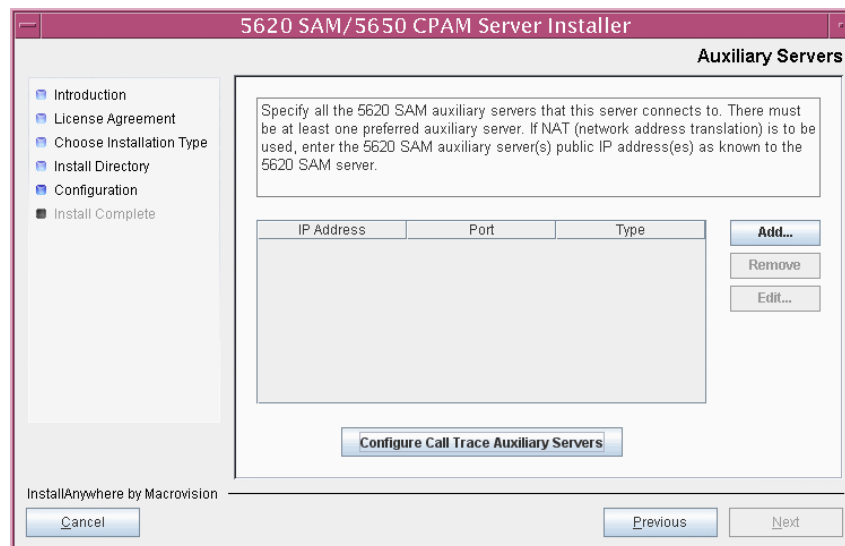 5620 SAM/5650 CPAM Server Installer
Auxiliary Servers
Introduction
License Agreement
Choose Installation Type
Install Directory
Configuration
Install Complete
Specify all the 5620 SAM auxiliary servers that this server connects to. There must
be at least one preferred auxiliary server. If NAT (network address translation) is to be
used, enter the 5620 SAM auxiliary server(s) public IP address(es) as known to the
5620 SAM server.
IP Address Port Type
Add...
Remove
Edit...
Configure Call Trace Auxiliary Servers
InstallAnywhere by Macrovision
Cancel Previous Next